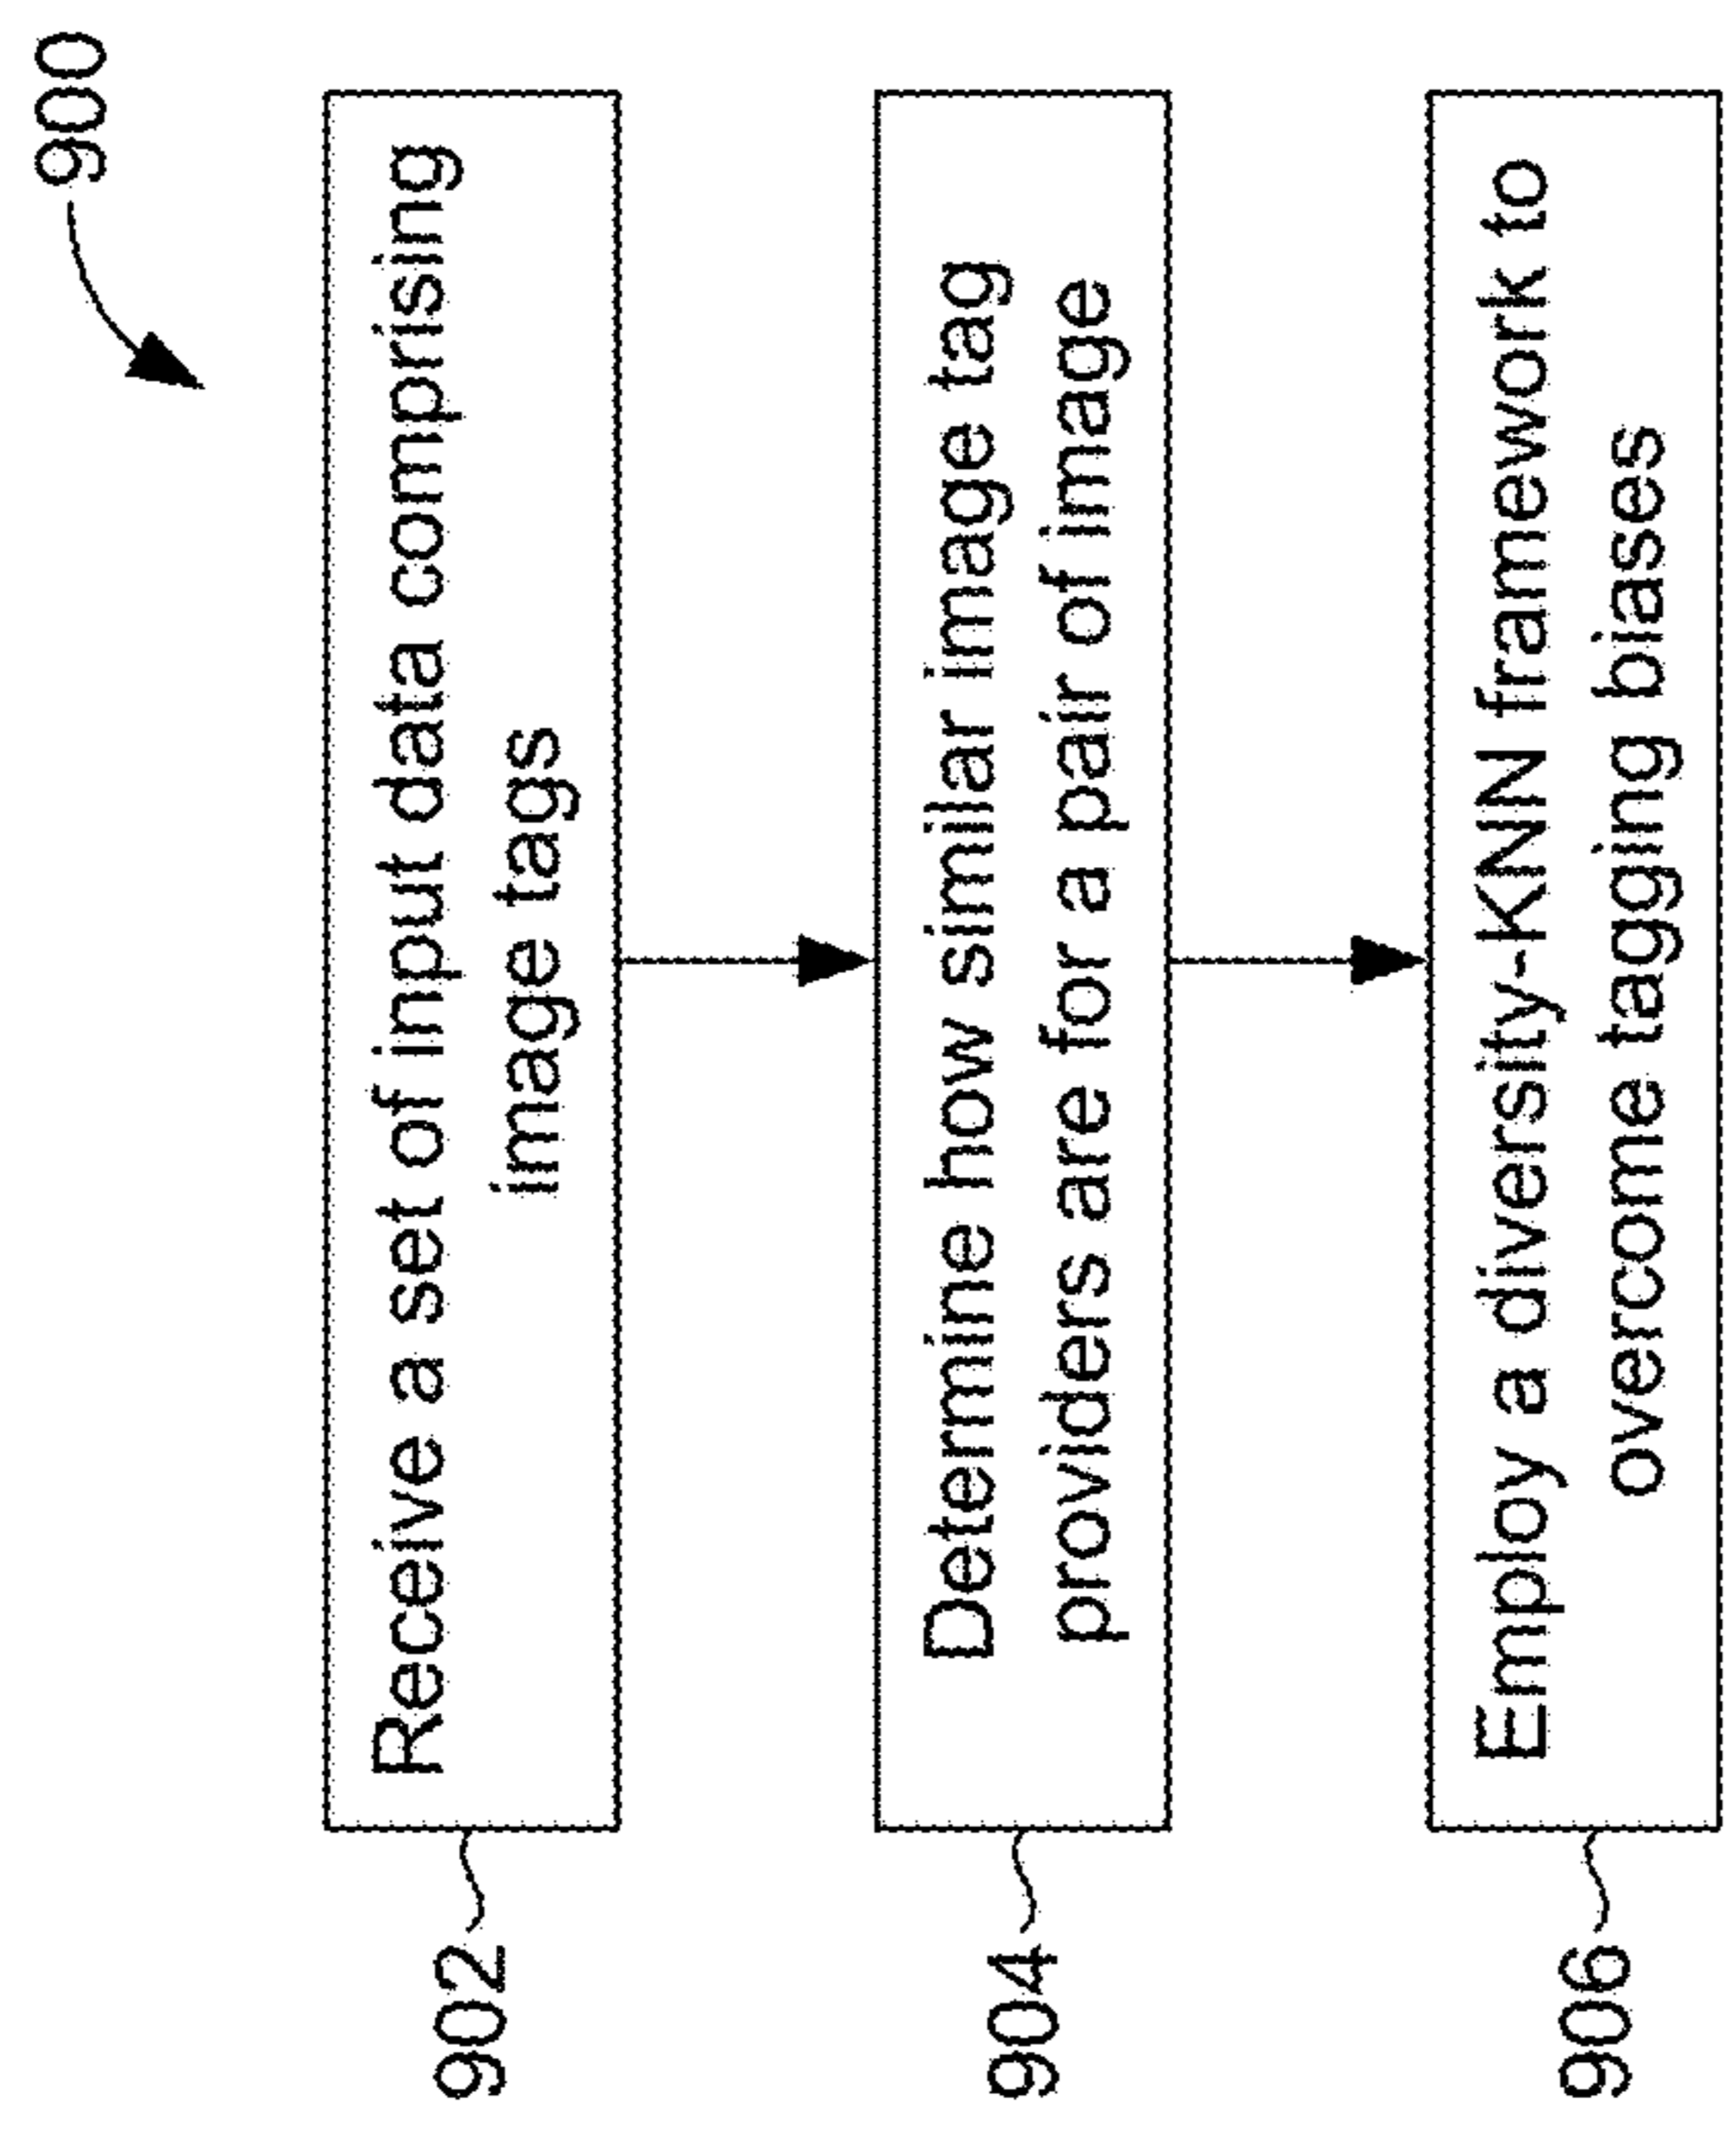 900
902
Receive a set of input data comprising
image tags
904
Determine how similar image tag
providers are for a pair of image
906
Employ a diversity-KNN framework to
overcome tagging biases